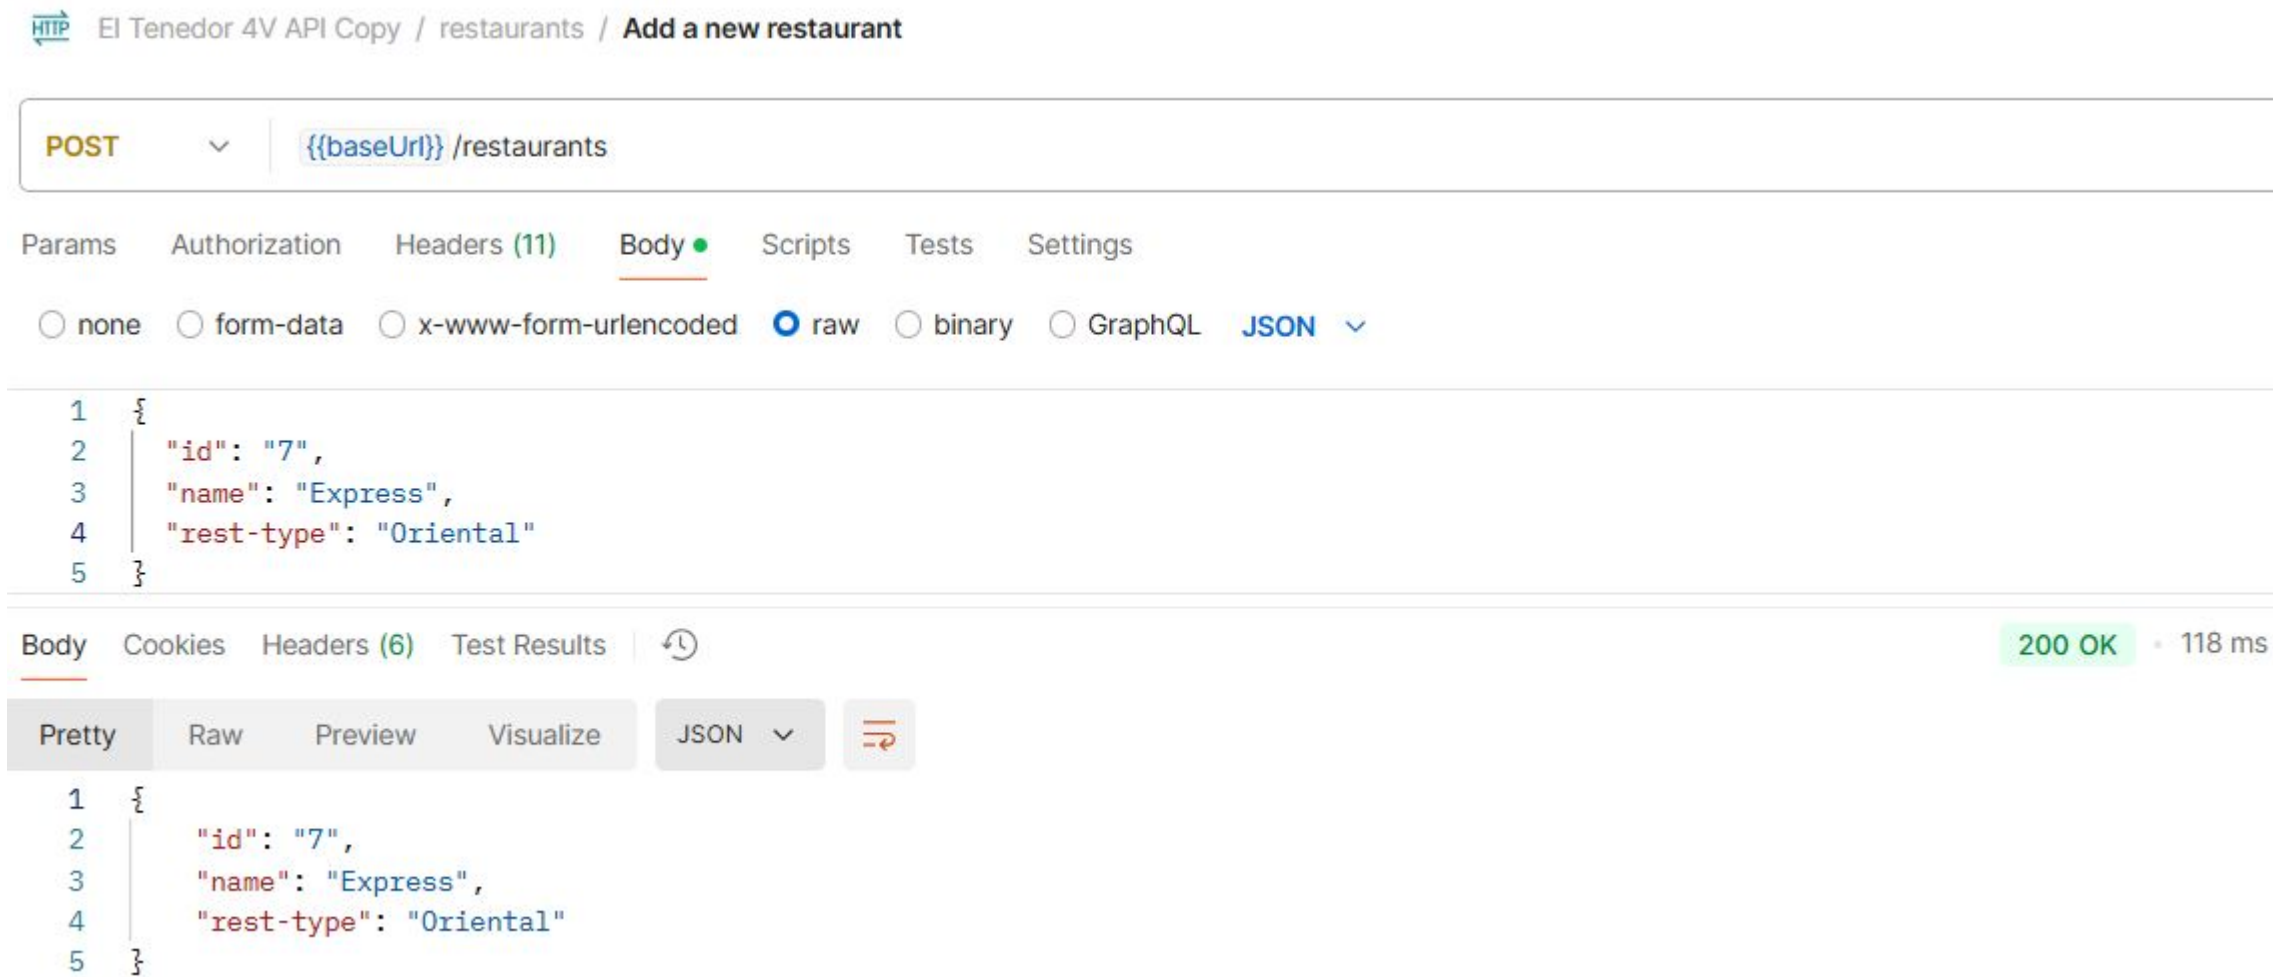 HTTP El Tenedor 4V API Copy / restaurants / Add a new restaurant
POST {{baseUrl}} /restaurants
Params Authorization Headers (11) Body Scripts Tests Settings
none form-data x-www-form-urlencoded raw binary GraphQL JSON
1 {
2 "id": "7",
3 "name": "Express",
4 "rest-type": "Oriental"
5 }
Body Cookies Headers (6) Test Results 200 OK • 118 ms
Pretty Raw Preview Visualize JSON
1 {
2 "id": "7",
3 "name": "Express",
4 "rest-type": "Oriental"
5 }